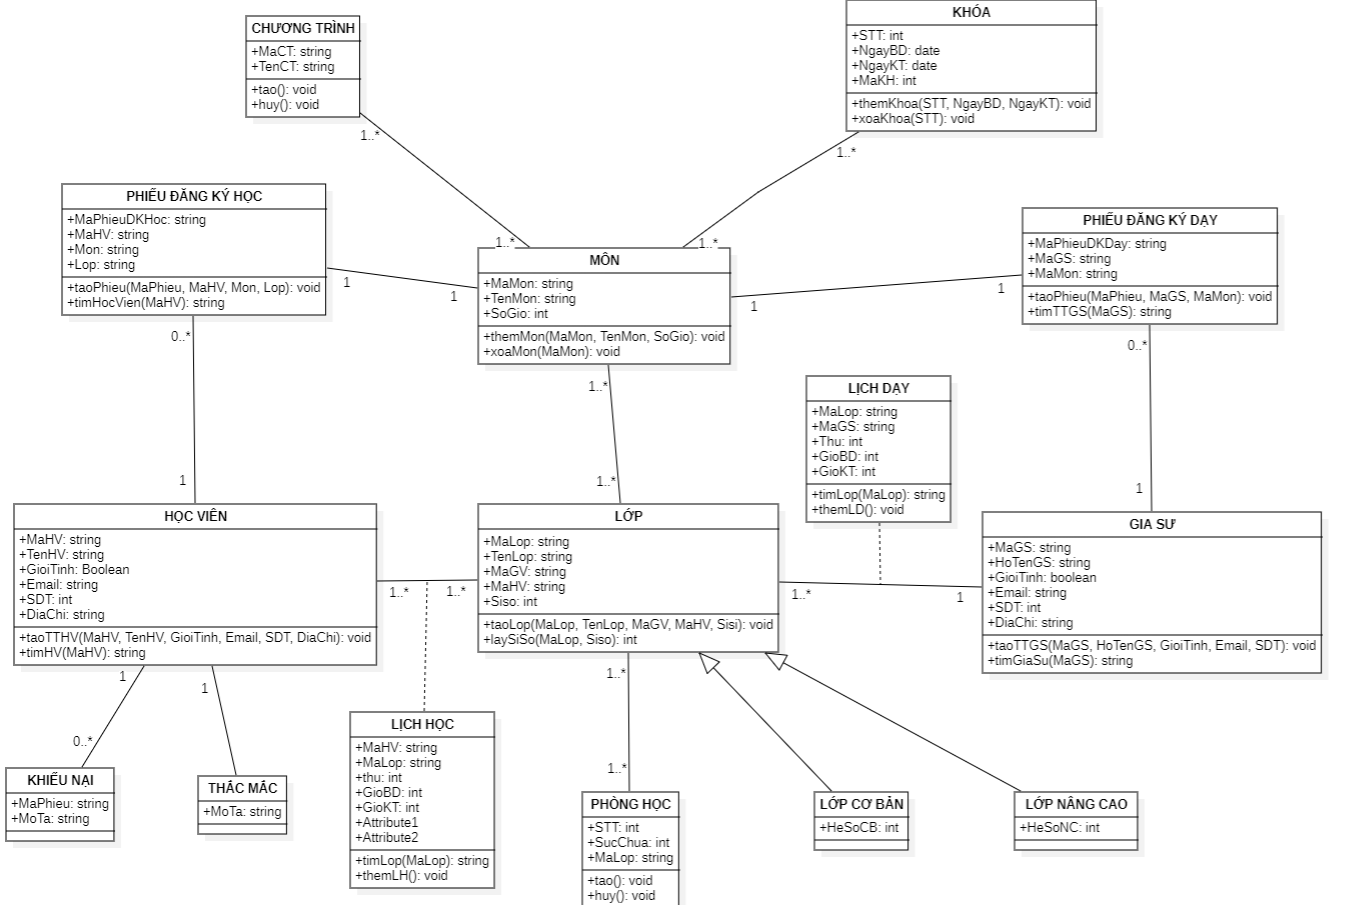 CHƯƠNG TRÌNH
+MaCT: string
+TenCT: string
+tao(): void
+huy(): void
1..*
KHÓA
+STT: int
+NgayBD: date
+NgayKT: date
+MaKH: int
+themKhoa(STT, NgayBD, NgayKT): void
+xoaKhoa(STT): void
1..*
PHIẾU ĐĂNG KÝ HỌC
+MaPhieuDKHoc: string
+MaHV: string
+Mon: string
+Lop: string
+taoPhieu(MaPhieu, MaHV, Mon, Lop): void
+timHocVien(MaHV): string
1
0..*
1
1..*
1..*
MÔN
+MaMon: string
+TenMon: string
+SoGio: int
+themMon(MaMon, TenMon, SoGio): void
+xoaMon(MaMon): void
1
1
1..*
1..*
PHIẾU ĐĂNG KÝ DẠY
+MaPhieuDKDay: string
+MaGS: string
+MaMon: string
+taoPhieu(MaPhieu, MaGS, MaMon): void
+timTTGS(MaGS): string
1
0..*
1
LỊCH DẠY
+MaLop: string
+MaGS: string
+Thu: int
+GioBD: int
+GioKT: int
+timLop(MaLop): string
+themLD(): void
HỌC VIÊN
+MaHV: string
+TenHV: string
+GioiTinh: Boolean
+Email: string
+SDT: int
+DiaChi: string
+taoTTHV(MaHV, TenHV, GioiTinh, Email, SDT, DiaChi): void
+timHV(MaHV): string
1..*
1..*
LỚP
+MaLop: string
+TenLop: string
+MaGV: string
+MaHV: string
+Siso: int
+taoLop(MaLop, TenLop, MaGV, MaHV, Sisi): void
+laySiSo(MaLop, Siso): int
1..*
1
GIA SƯ
+MaGS: string
+HoTenGS: string
+GioiTinh: boolean
+Email: string
+SDT: int
+DiaChi: string
+taoTTGS(MaGS, HoTenGS, GioiTinh, Email, SDT): void
+timGiaSu(MaGS): string
1
1
0..*
KHIẾU NẠI
+MaPhieu: string
+MoTa: string
THẮC MẮC
+MoTa: string
LỊCH HỌC
+MaHV: string
+MaLop: string
+thu: int
+GioBD: int
+GioKT: int
+Attribute1
+Attribute2
+timLop(MaLop): string
+themLH(): void
1..*
1..*
PHÒNG HỌC
+STT: int
+SucChua: int
+MaLop: string
+tao(): void
+huy(): void
LỚP CƠ BẢN
+HeSoCB: int
LỚP NÂNG CAO
+HeSoNC: int